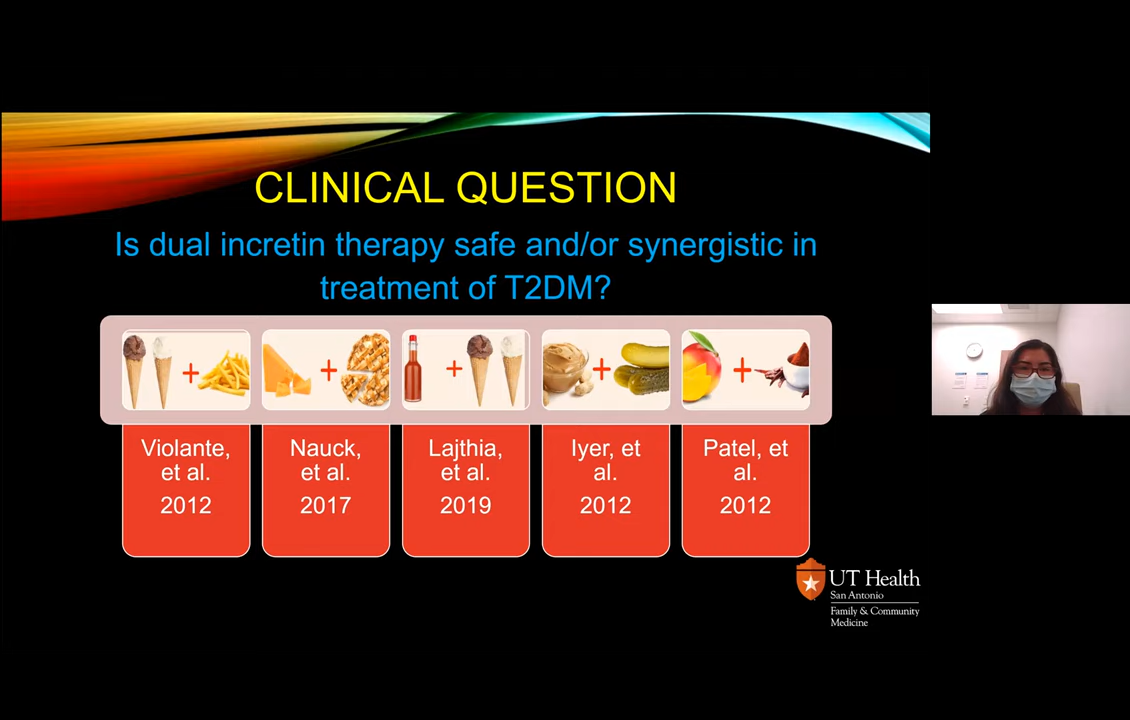 CLINICAL QUESTION
Is dual incretin therapy safe and/or synergistic in
treatment of T2DM?
Violante,
et al.
2012
Nauck,
et al.
2017
Lajthia,
et al.
2019
Iyer, et
al.
2012
Patel, et
al.
2012
UT Health
San Antonio
Family & Community
Medicine